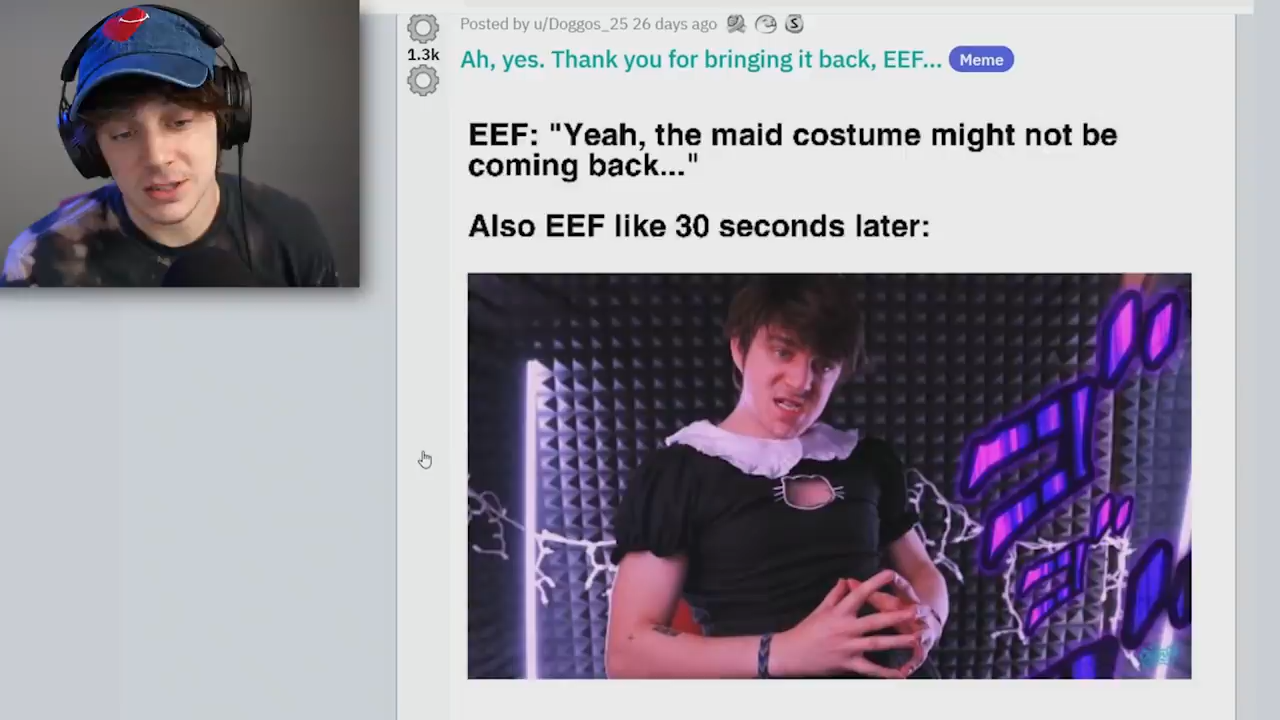 Posted by u/Doggos_25 26 days ago
1.3k
Ah, yes. Thank you for bringing it back, EEF... Meme
EEF: "Yeah, the maid costume might not be
coming back..."
Also EEF like 30 seconds later: